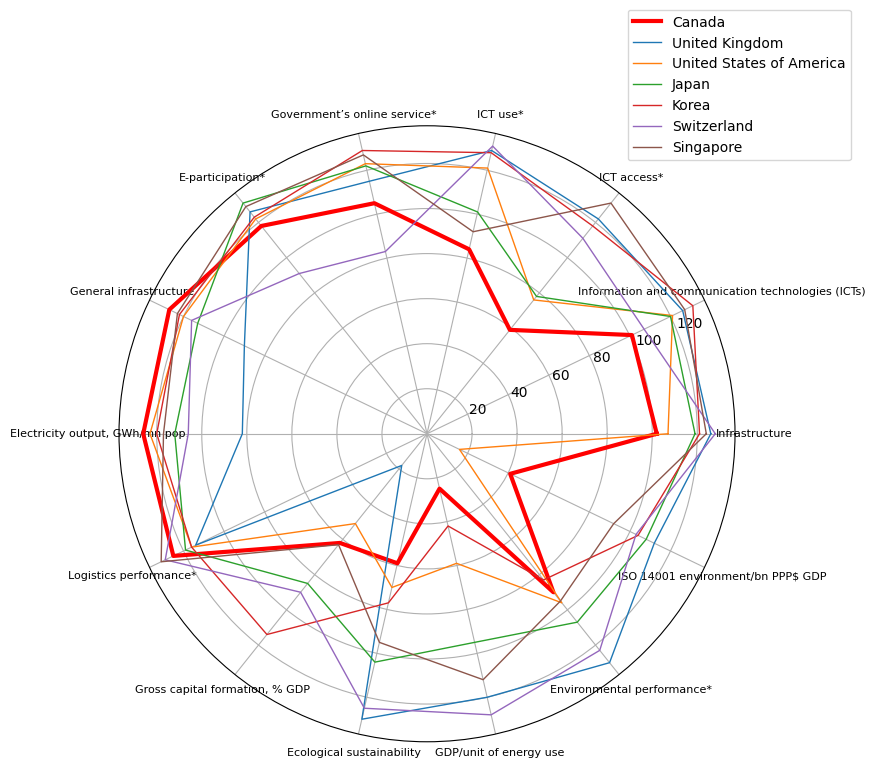 Canada
United Kingdom
United States of America
Japan
Korea
Switzerland
Singapore
Government’s online service*
ICT use*
E-participation*
ICT access*
General infrastructure
Information and communication technologies (ICTs)
120
100
80
60
40
20
Electricity output, GWh/mn pop
Infrastructure
Logistics performance*
ISO 14001 environment/bn PPP$ GDP
Gross capital formation, % GDP
Environmental performance*
Ecological sustainability
GDP/unit of energy use